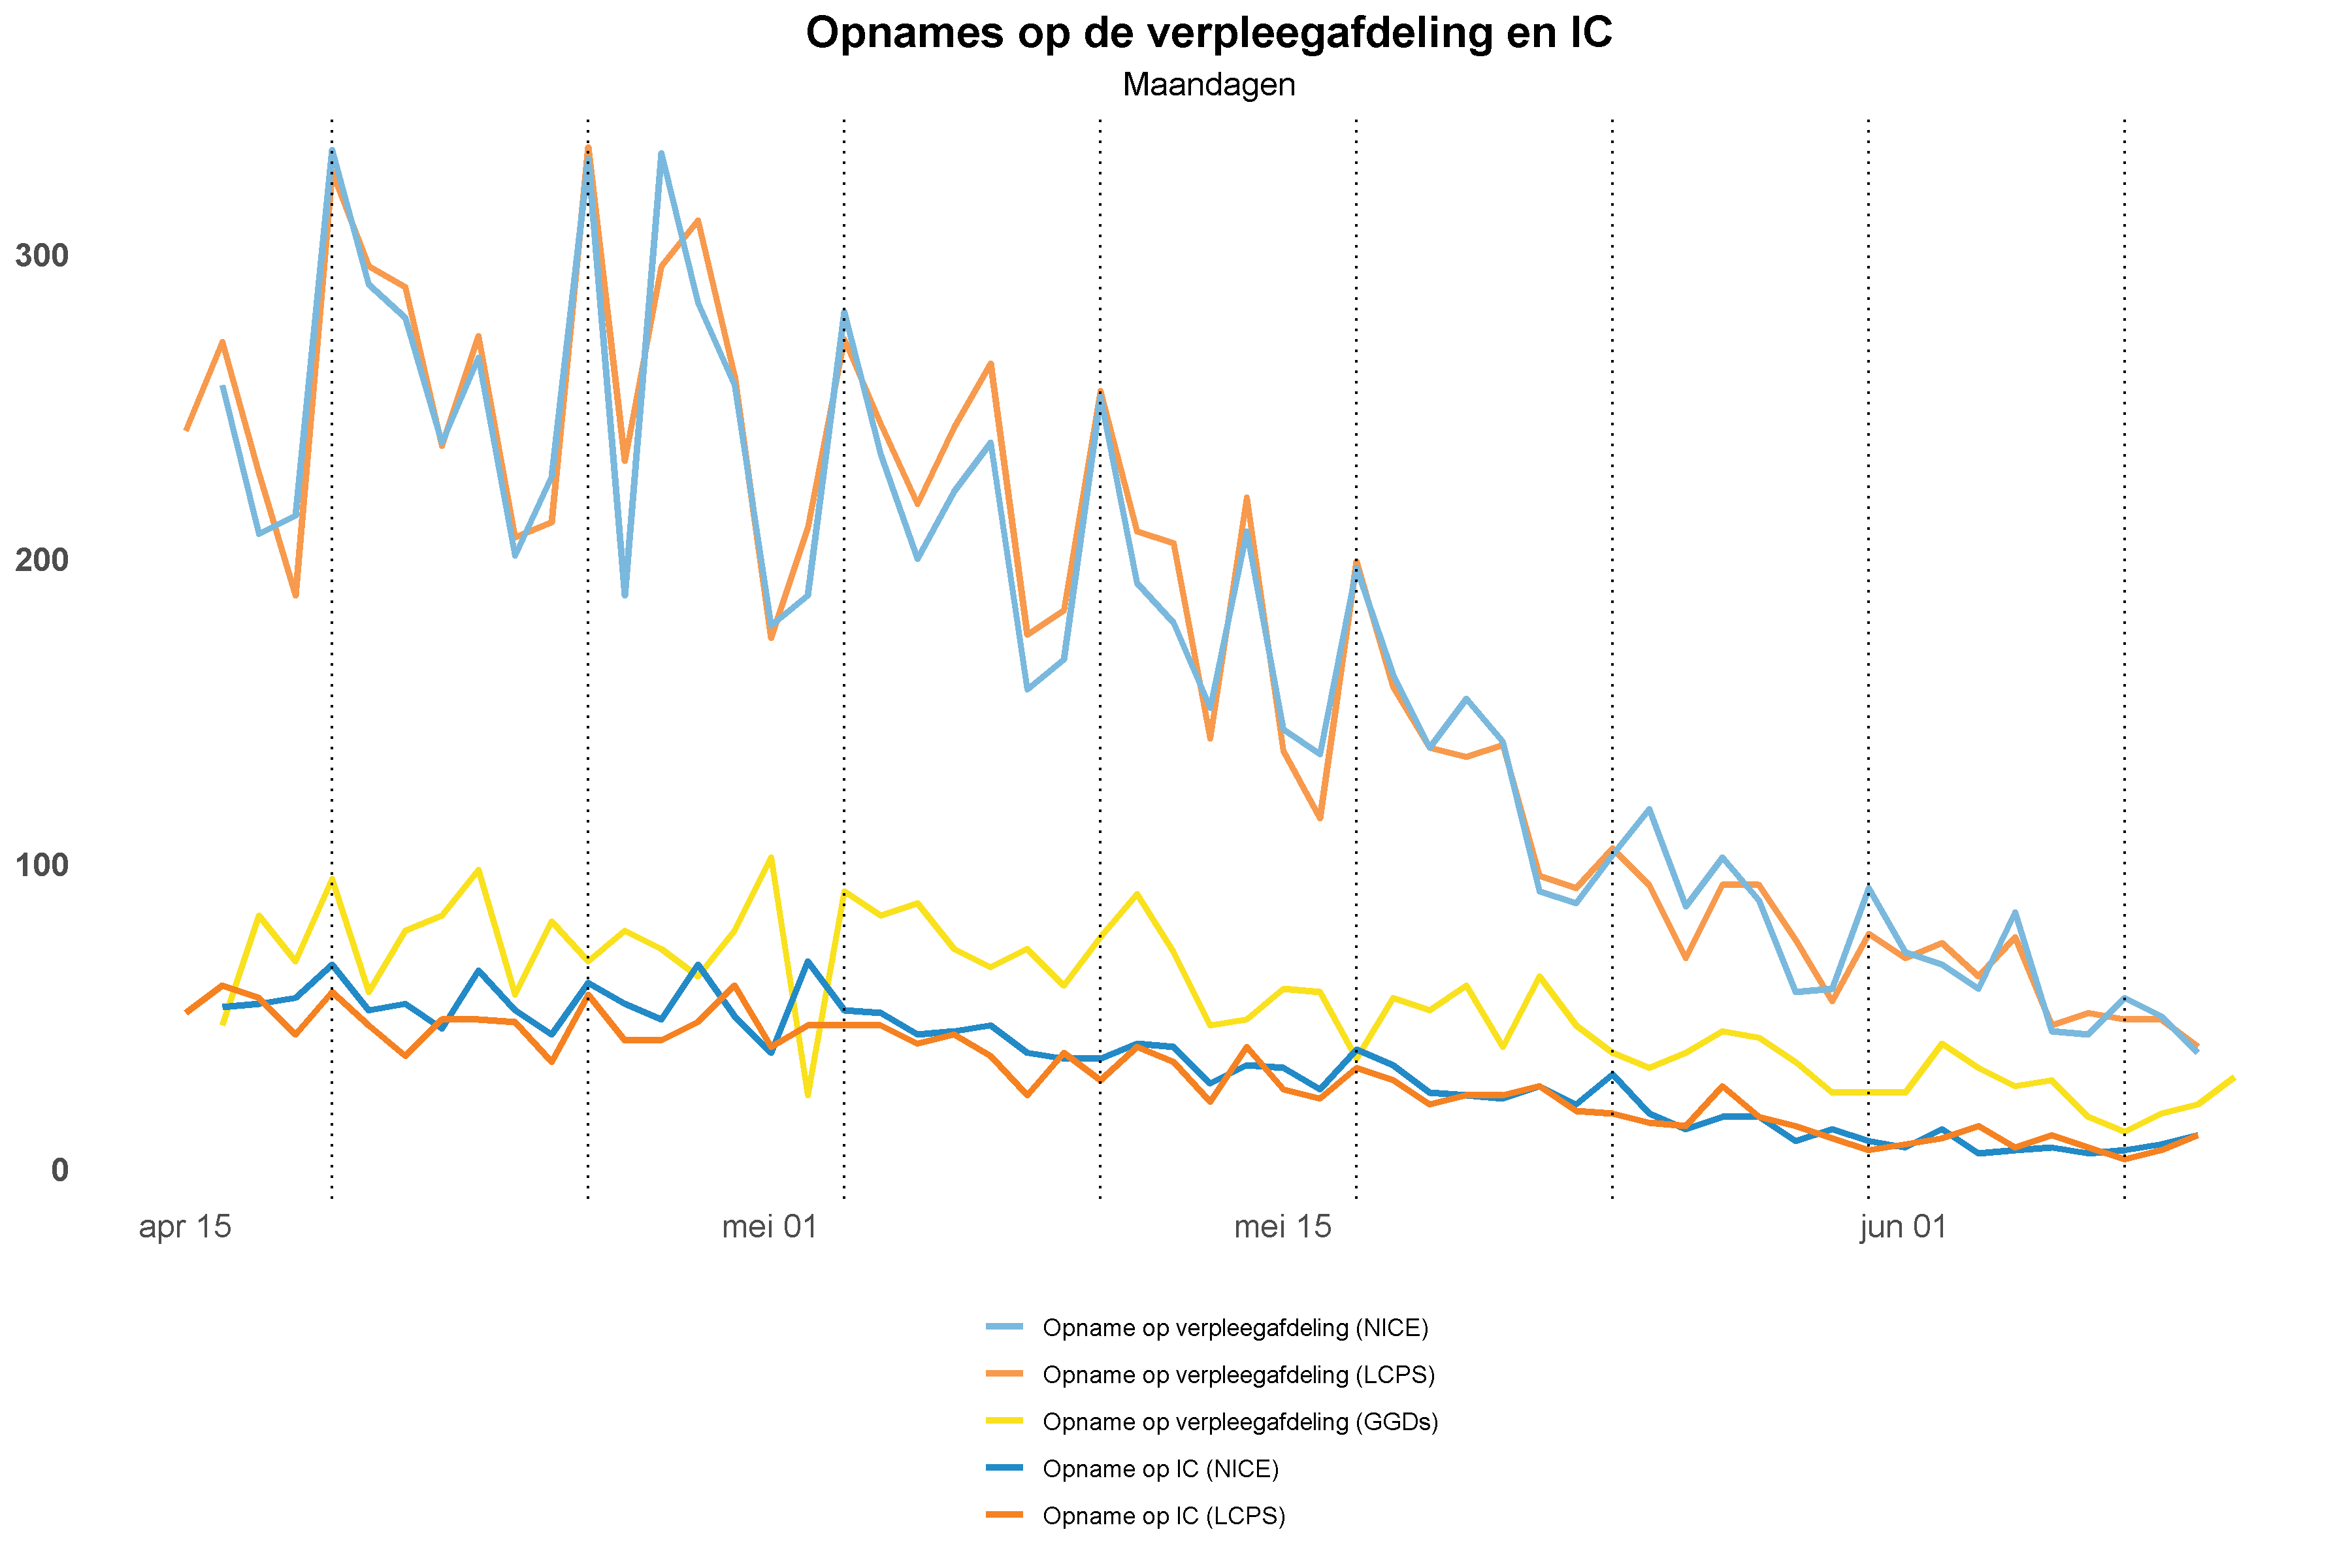 Opnames op de verpleegafdeling en IC
Maandagen
300
200
100
0
apr 15 mei 01 mei 15 jun 01
Opname op verpleegafdeling (NICE)
Opname op verpleegafdeling (LCPS)
Opname op verpleegafdeling (GGDs)
Opname op IC (NICE)
Opname op IC (LCPS)